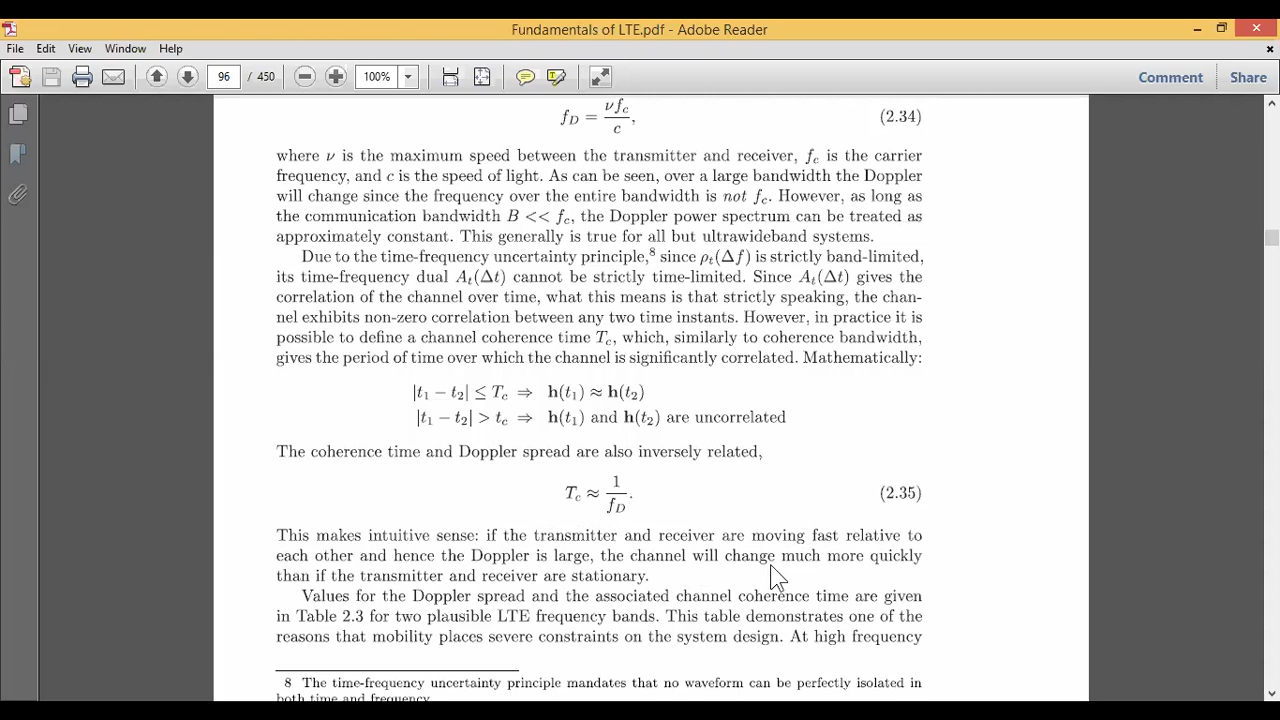 Fundamentals of LTE.pdf - Adobe Reader
File Edit View Window Help
96 / 450 100% Comment Share
f_D = νf_c / c, (2.34)
where ν is the maximum speed between the transmitter and receiver, f_c is the carrier
frequency, and c is the speed of light. As can be seen, over a large bandwidth the Doppler
will change since the frequency over the entire bandwidth is not f_c. However, as long as
the communication bandwidth B << f_c, the Doppler power spectrum can be treated as
approximately constant. This generally is true for all but ultrawideband systems.
Due to the time-frequency uncertainty principle,⁸ since ρ_t(Δf) is strictly band-limited,
its time-frequency dual A_t(Δt) cannot be strictly time-limited. Since A_t(Δt) gives the
correlation of the channel over time, what this means is that strictly speaking, the chan-
nel exhibits non-zero correlation between any two time instants. However, in practice it is
possible to define a channel coherence time T_c, which, similarly to coherence bandwidth,
gives the period of time over which the channel is significantly correlated. Mathematically:
|t₁ − t₂| ≤ T_c ⇒ h(t₁) ≈ h(t₂)
|t₁ − t₂| > t_c ⇒ h(t₁) and h(t₂) are uncorrelated
The coherence time and Doppler spread are also inversely related,
T_c ≈ 1 / f_D. (2.35)
This makes intuitive sense: if the transmitter and receiver are moving fast relative to
each other and hence the Doppler is large, the channel will change much more quickly
than if the transmitter and receiver are stationary.
Values for the Doppler spread and the associated channel coherence time are given
in Table 2.3 for two plausible LTE frequency bands. This table demonstrates one of the
reasons that mobility places severe constraints on the system design. At high frequency
8 The time-frequency uncertainty principle mandates that no waveform can be perfectly isolated in
both time and frequency.